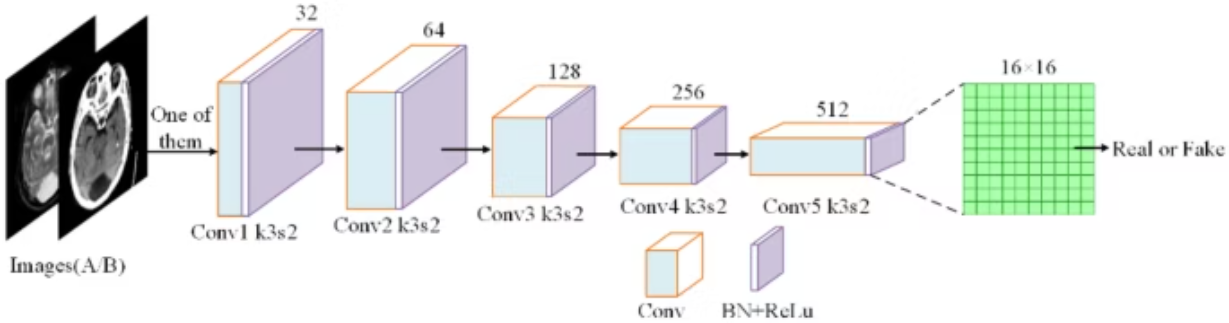 One of
them
Images(A/B)
32
Conv1 k3s2
64
Conv2 k3s2
128
Conv3 k3s2
256
Conv4 k3s2
512
Conv5 k3s2
16×16
Real or Fake
Conv
BN+ReLu